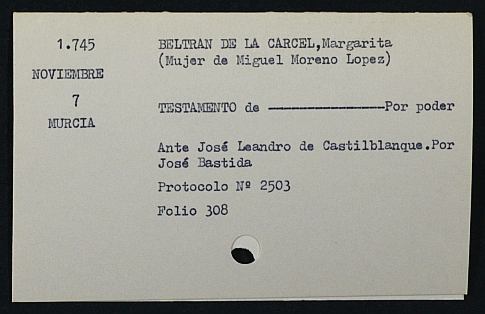 1.745
NOVIEMBRE
7
MURCIA
BELTRAN DE LA CARCEL,Margarita
(Mujer de Miguel Moreno Lopez)
TESTAMENTO de ----------------Por poder
Ante José Leandro de Castilblanque.Por
José Bastida
Protocolo Nº 2503
Folio 308